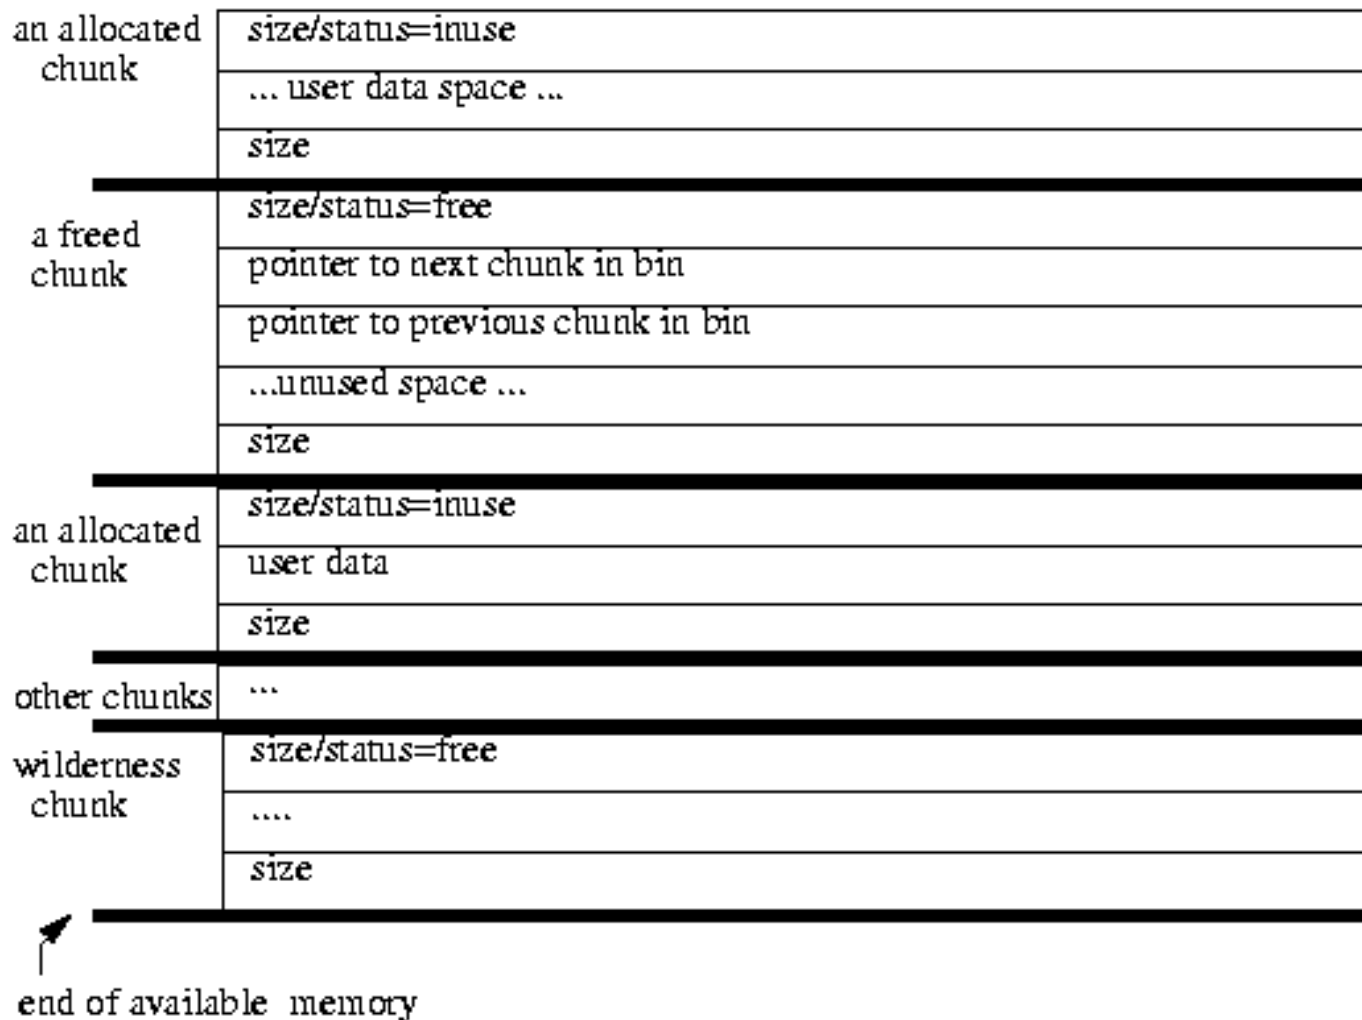 an allocated
chunk
size/status=inuse
... user data space ...
size
a freed
chunk
size/status=free
pointer to next chunk in bin
pointer to previous chunk in bin
...unused space ...
size
an allocated
chunk
size/status=inuse
user data
size
other chunks
...
wilderness
chunk
size/status=free
....
size
end of available memory